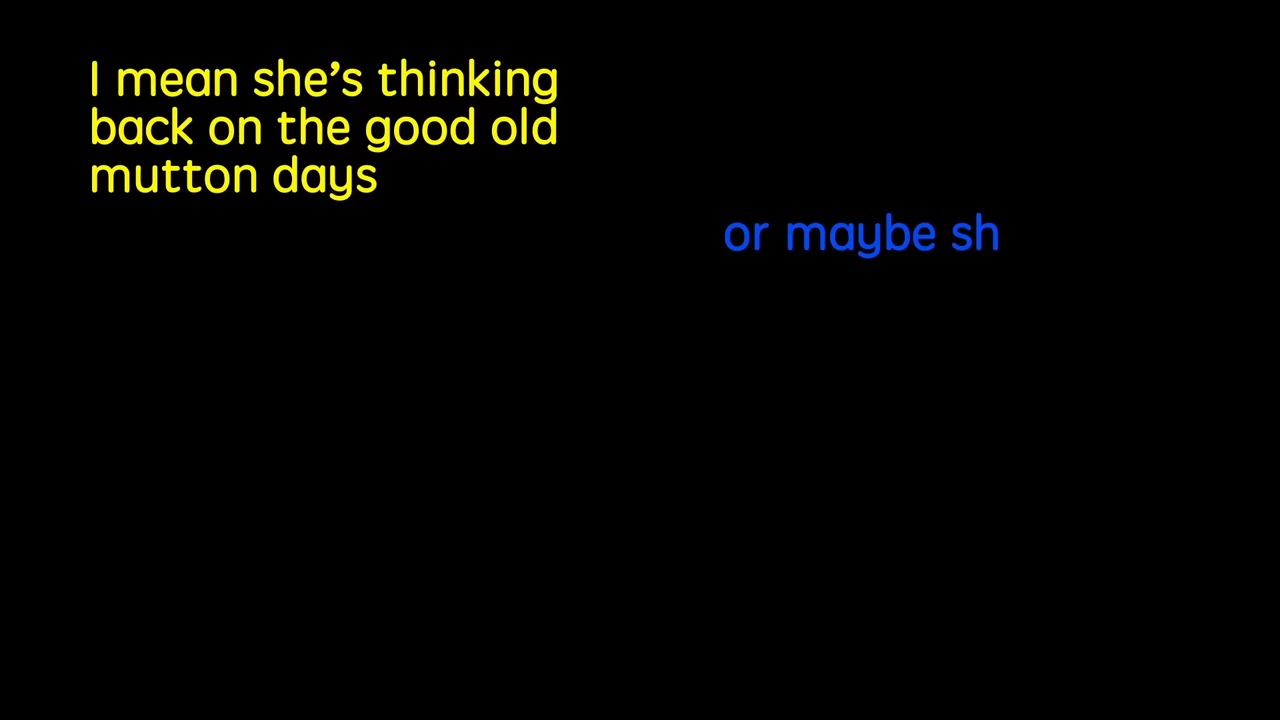 I mean she’s thinking
back on the good old
mutton days
or maybe sh